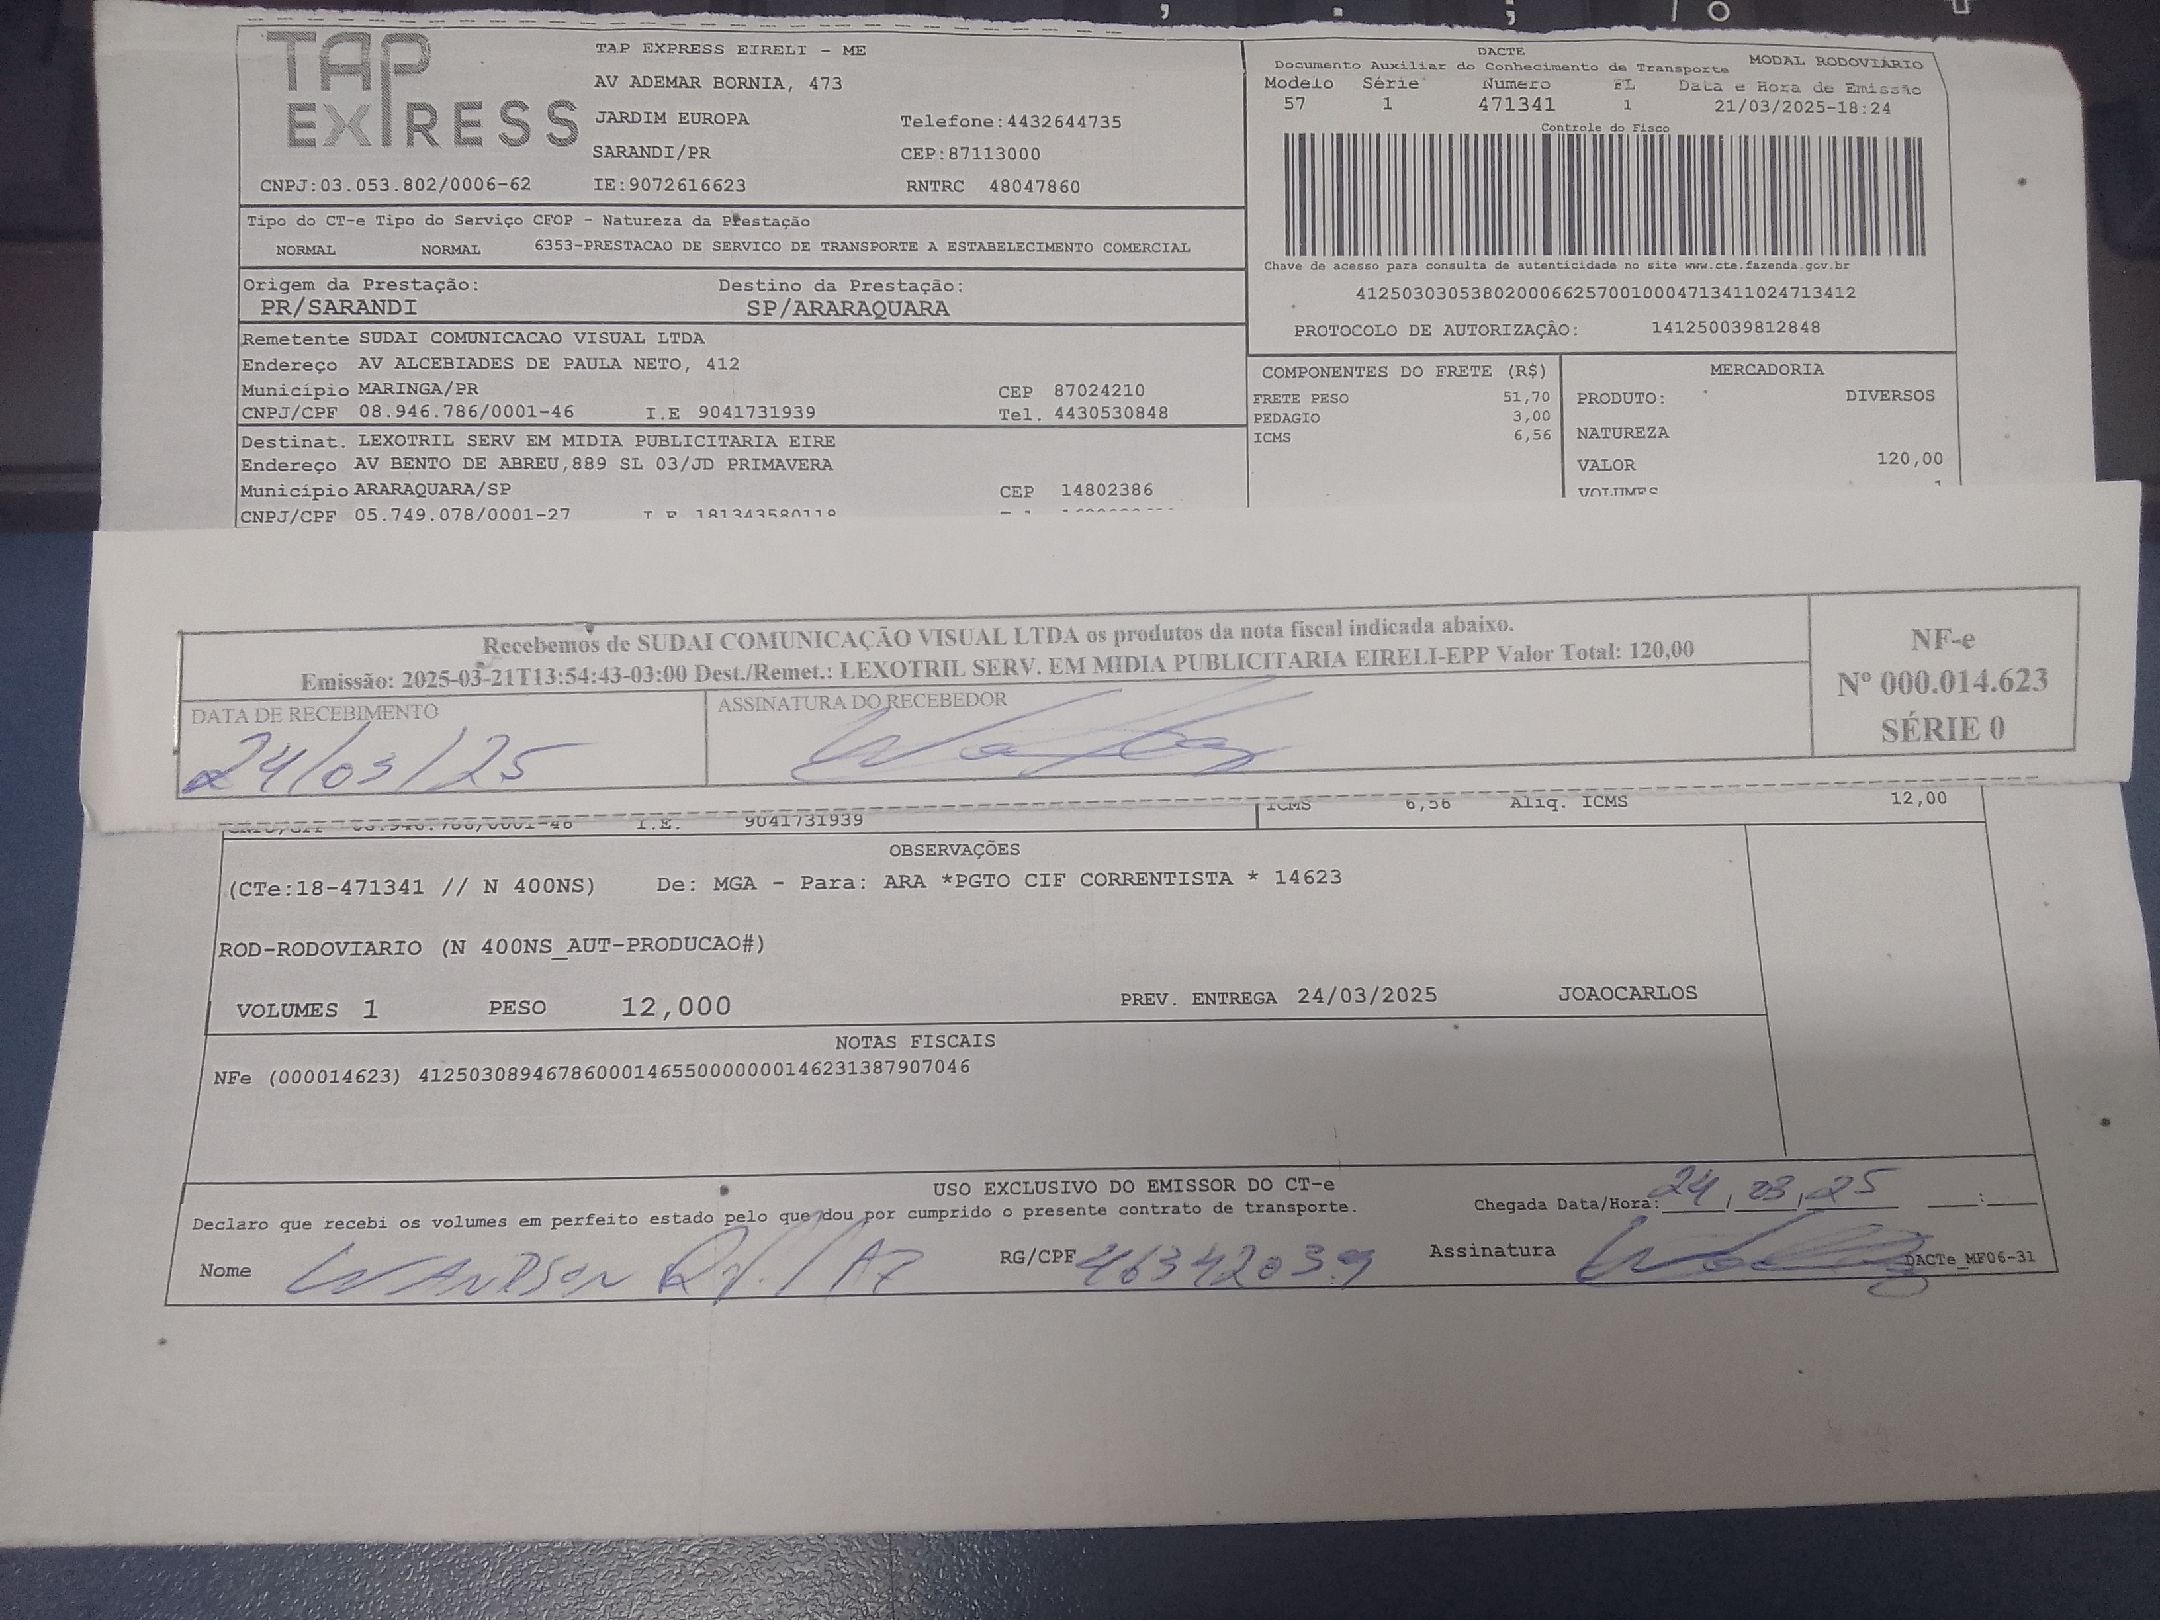 TAP EXPRESS
TAP EXPRESS EIRELI - ME
AV ADEMAR BORNIA, 473
JARDIM EUROPA Telefone:4432644735
SARANDI/PR CEP:87113000
CNPJ:03.053.802/0006-62 IE:9072616623 RNTRC 48047860
DACTE
Documento Auxiliar do Conhecimento de Transporte MODAL RODOVIÁRIO
Modelo Série Numero FL Data e Hora de Emissão
57 1 471341 1 21/03/2025-18:24
Controle do Fisco
Chave de acesso para consulta de autenticidade no site www.cte.fazenda.gov.br
41250303053802000662570010004713411024713412
PROTOCOLO DE AUTORIZAÇÃO: 141250039812848
Tipo do CT-e Tipo do Serviço CFOP - Natureza da Prestação
NORMAL NORMAL 6353-PRESTACAO DE SERVICO DE TRANSPORTE A ESTABELECIMENTO COMERCIAL
Origem da Prestação: Destino da Prestação:
PR/SARANDI SP/ARARAQUARA
Remetente SUDAI COMUNICACAO VISUAL LTDA
Endereço AV ALCEBIADES DE PAULA NETO, 412
Município MARINGA/PR CEP 87024210
CNPJ/CPF 08.946.786/0001-46 I.E 9041731939 Tel. 4430530848
Destinat. LEXOTRIL SERV EM MIDIA PUBLICITARIA EIRE
Endereço AV BENTO DE ABREU,889 SL 03/JD PRIMAVERA
Município ARARAQUARA/SP CEP 14802386
CNPJ/CPF 05.749.078/0001-27 I.E 181343580118
COMPONENTES DO FRETE (R$)
FRETE PESO 51,70
PEDAGIO 3,00
ICMS 6,56
MERCADORIA
PRODUTO: DIVERSOS
NATUREZA
VALOR 120,00
VOLUMES 1
Recebemos de SUDAI COMUNICAÇÃO VISUAL LTDA os produtos da nota fiscal indicada abaixo.
Emissão: 2025-03-21T13:54:43-03:00 Dest./Remet.: LEXOTRIL SERV. EM MIDIA PUBLICITARIA EIRELI-EPP Valor Total: 120,00
DATA DE RECEBIMENTO ASSINATURA DO RECEBEDOR
24/03/25
NF-e
Nº 000.014.623
SÉRIE 0
CNPJ/CPF 08.946.786/0001-46 I.E. 9041731939
ICMS 6,56 Aliq. ICMS 12,00
OBSERVAÇÕES
(CTe:18-471341 // N 400NS) De: MGA - Para: ARA *PGTO CIF CORRENTISTA * 14623
ROD-RODOVIARIO (N 400NS_AUT-PRODUCAO#)
VOLUMES 1 PESO 12,000 PREV. ENTREGA 24/03/2025 JOAOCARLOS
NOTAS FISCAIS
NFe (000014623) 41250308946786000146550000000146231387907046
USO EXCLUSIVO DO EMISSOR DO CT-e
Declaro que recebi os volumes em perfeito estado pelo que dou por cumprido o presente contrato de transporte. Chegada Data/Hora: 24/03/25 __:__
Nome WANDSON RG/CPF 46342039 Assinatura DACTe_MF06-31